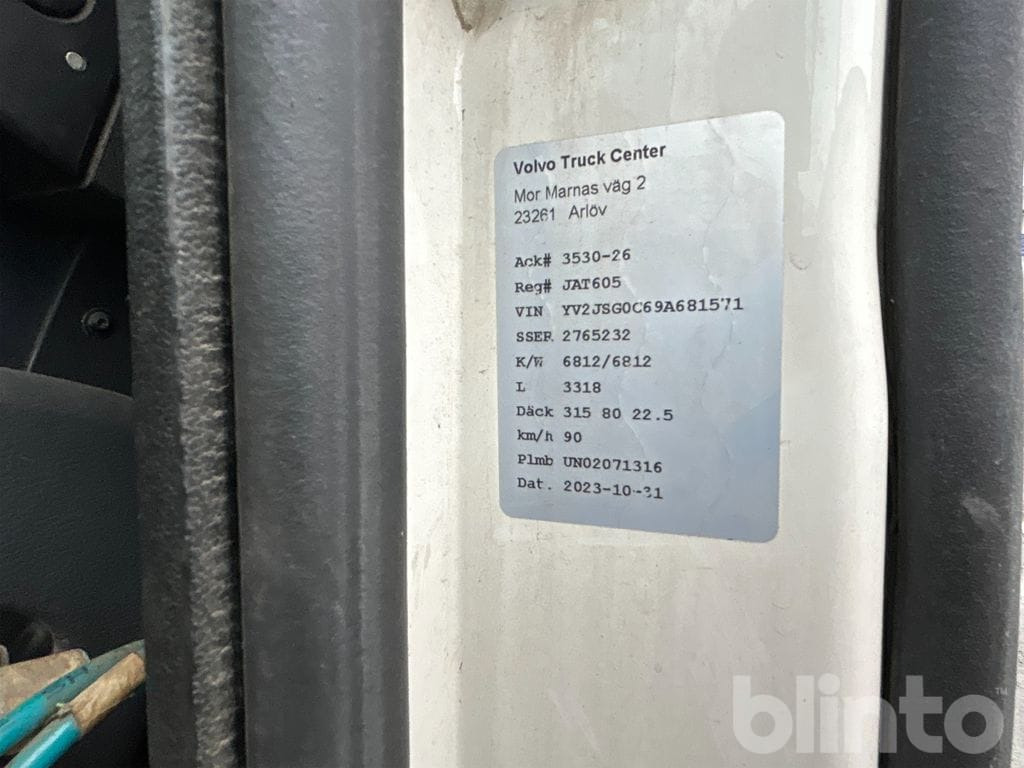 Volvo Truck Center
Mor Marnas väg 2
23261 Arlöv
Ack# 3530-26
Reg# JAT605
VIN YV2JSG0C69A681571
SSER 2765232
K/W 6812/6812
L 3318
Däck 315 80 22.5
km/h 90
Plmb UN02071316
Dat. 2023-10-31
blinto™